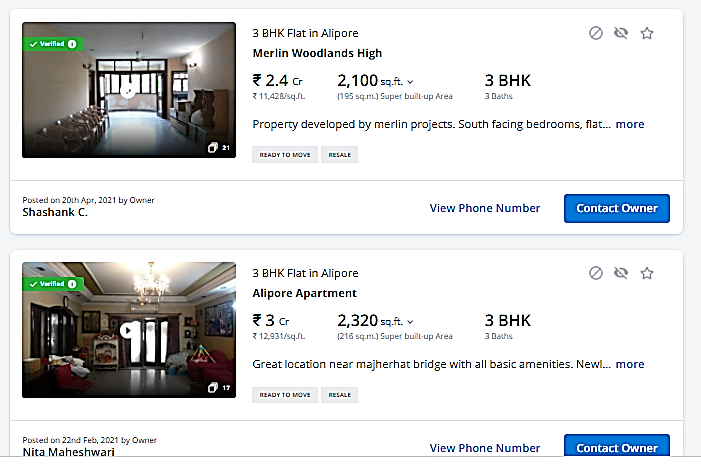 Verified
21
3 BHK Flat in Alipore
Merlin Woodlands High
₹ 2.4 Cr
₹ 11,428/sq.ft.
2,100 sq.ft.
(195 sq.m.) Super built-up Area
3 BHK
3 Baths
Property developed by merlin projects. South facing bedrooms, flat... more
READY TO MOVE RESALE
Posted on 20th Apr, 2021 by Owner
Shashank C.
View Phone Number
Contact Owner
Verified
17
3 BHK Flat in Alipore
Alipore Apartment
₹ 3 Cr
₹ 12,931/sq.ft.
2,320 sq.ft.
(216 sq.m.) Super built-up Area
3 BHK
3 Baths
Great location near majherhat bridge with all basic amenities. Newl... more
READY TO MOVE RESALE
Posted on 22nd Feb, 2021 by Owner
Nita Maheshwari
View Phone Number
Contact Owner